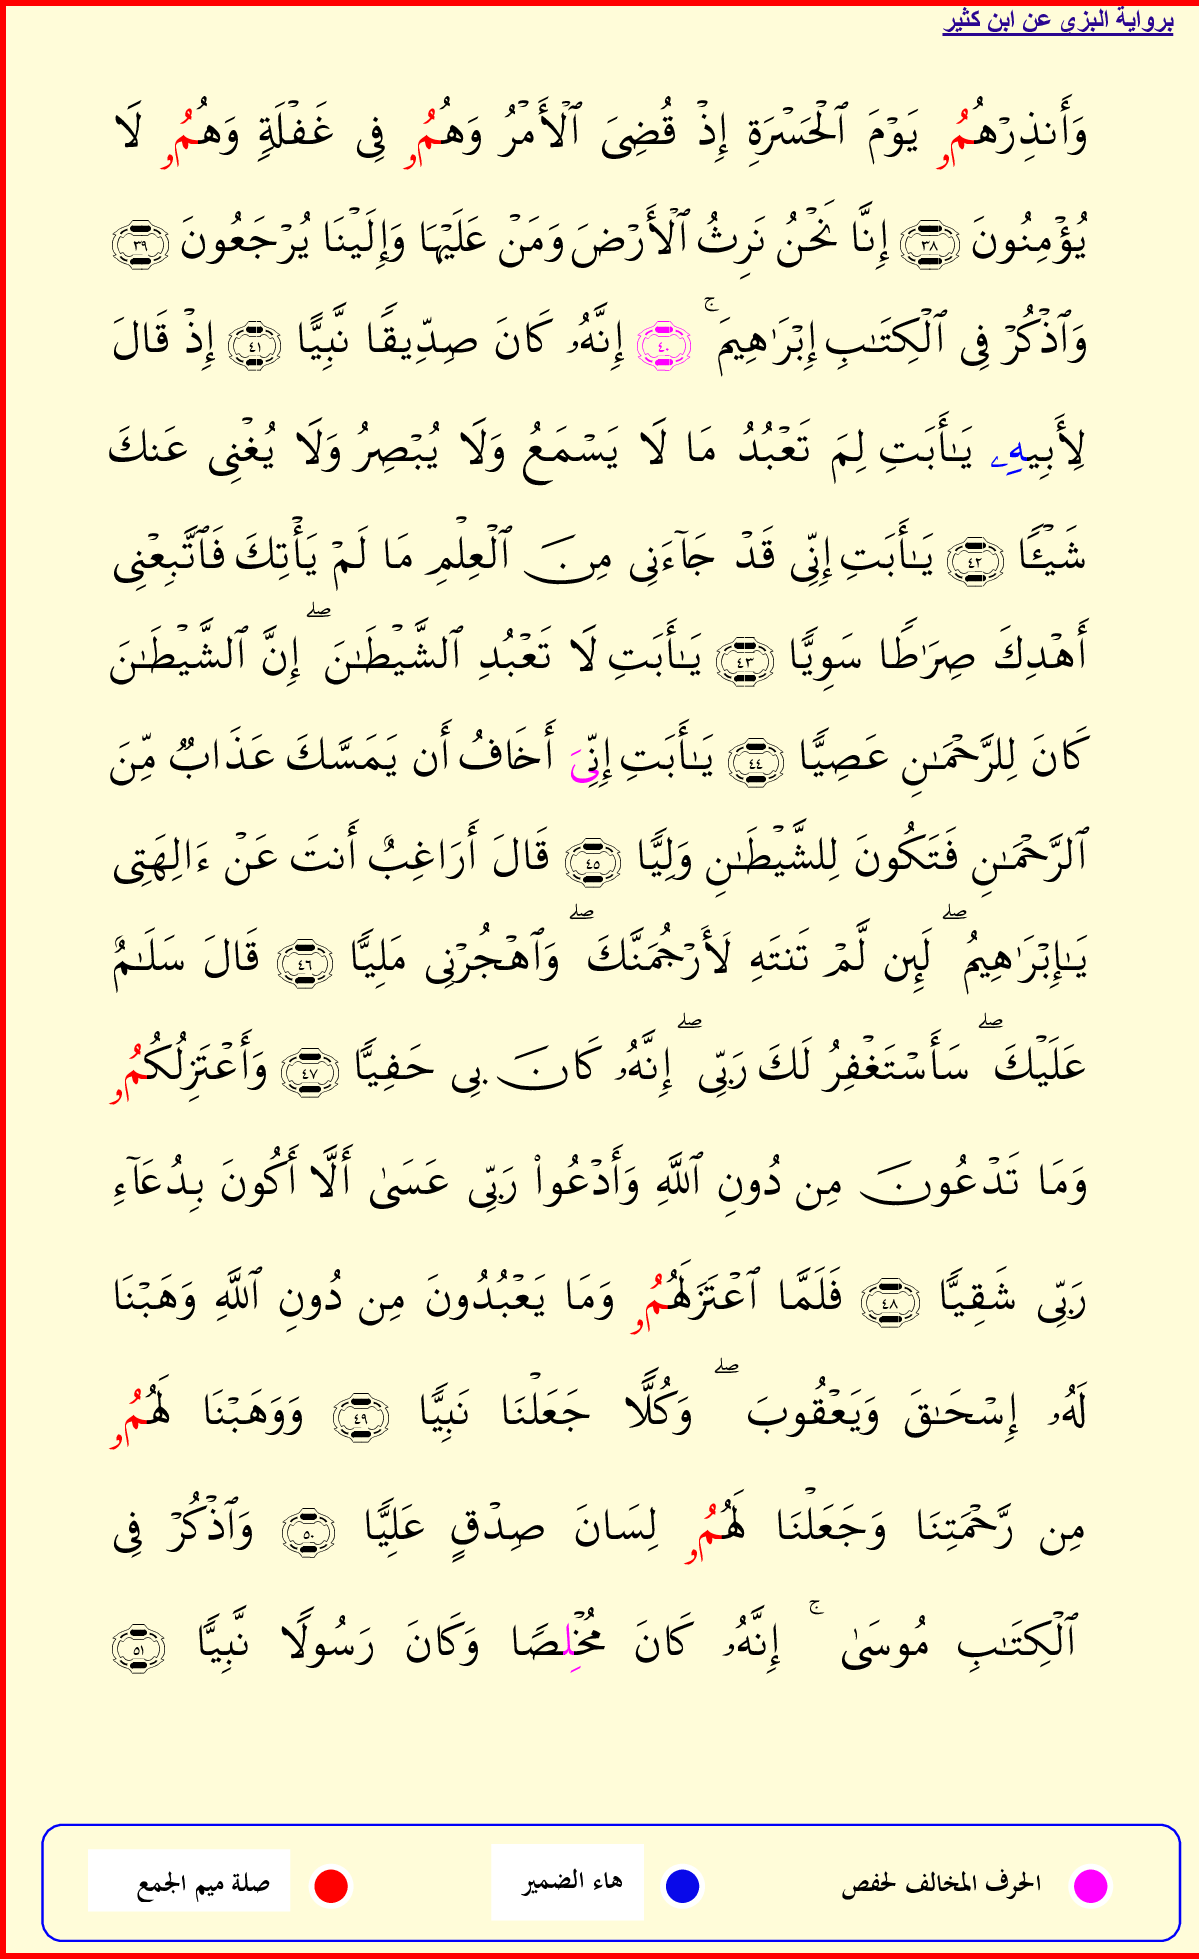 برواية البزي عن ابن كثير
وَأَنذِرْهُمُۥ يَوْمَ ٱلْحَسْرَةِ إِذْ قُضِىَ ٱلْأَمْرُ وَهُمُۥ فِى غَفْلَةٍ وَهُمُۥ لَا
يُؤْمِنُونَ ٣٨ إِنَّا نَحْنُ نَرِثُ ٱلْأَرْضَ وَمَنْ عَلَيْهَا وَإِلَيْنَا يُرْجَعُونَ ٣٩
وَٱذْكُرْ فِى ٱلْكِتَـٰبِ إِبْرَٰهِيمَ ۚ ٤٠ إِنَّهُۥ كَانَ صِدِّيقًا نَّبِيًّا ٤١ إِذْ قَالَ
لِأَبِيهِۦ يَـٰٓأَبَتِ لِمَ تَعْبُدُ مَا لَا يَسْمَعُ وَلَا يُبْصِرُ وَلَا يُغْنِى عَنكَ
شَيْـًٔا ٤٢ يَـٰٓأَبَتِ إِنِّى قَدْ جَآءَنِى مِنَ ٱلْعِلْمِ مَا لَمْ يَأْتِكَ فَٱتَّبِعْنِى
أَهْدِكَ صِرَٰطًا سَوِيًّا ٤٣ يَـٰٓأَبَتِ لَا تَعْبُدِ ٱلشَّيْطَـٰنَ ۖ إِنَّ ٱلشَّيْطَـٰنَ
كَانَ لِلرَّحْمَـٰنِ عَصِيًّا ٤٤ يَـٰٓأَبَتِ إِنِّىَ أَخَافُ أَن يَمَسَّكَ عَذَابٌ مِّنَ
ٱلرَّحْمَـٰنِ فَتَكُونَ لِلشَّيْطَـٰنِ وَلِيًّا ٤٥ قَالَ أَرَاغِبٌ أَنتَ عَنْ ءَالِهَتِى
يَـٰٓإِبْرَٰهِيمُ ۖ لَئِن لَّمْ تَنتَهِ لَأَرْجُمَنَّكَ ۖ وَٱهْجُرْنِى مَلِيًّا ٤٦ قَالَ سَلَـٰمٌ
عَلَيْكَ ۖ سَأَسْتَغْفِرُ لَكَ رَبِّى ۖ إِنَّهُۥ كَانَ بِى حَفِيًّا ٤٧ وَأَعْتَزِلُكُمُۥ
وَمَا تَدْعُونَ مِن دُونِ ٱللَّهِ وَأَدْعُوا۟ رَبِّى عَسَىٰ أَلَّا أَكُونَ بِدُعَآءِ
رَبِّى شَقِيًّا ٤٨ فَلَمَّا ٱعْتَزَلَهُمُۥ وَمَا يَعْبُدُونَ مِن دُونِ ٱللَّهِ وَهَبْنَا
لَهُۥ إِسْحَـٰقَ وَيَعْقُوبَ ۖ وَكُلًّا جَعَلْنَا نَبِيًّا ٤٩ وَوَهَبْنَا لَهُمُۥ
مِن رَّحْمَتِنَا وَجَعَلْنَا لَهُمُۥ لِسَانَ صِدْقٍ عَلِيًّا ٥٠ وَٱذْكُرْ فِى
ٱلْكِتَـٰبِ مُوسَىٰ ۚ إِنَّهُۥ كَانَ مُخْلِصًا وَكَانَ رَسُولًا نَّبِيًّا ٥١
الحرف المخالف لحفص هاء الضمير صلة ميم الجمع